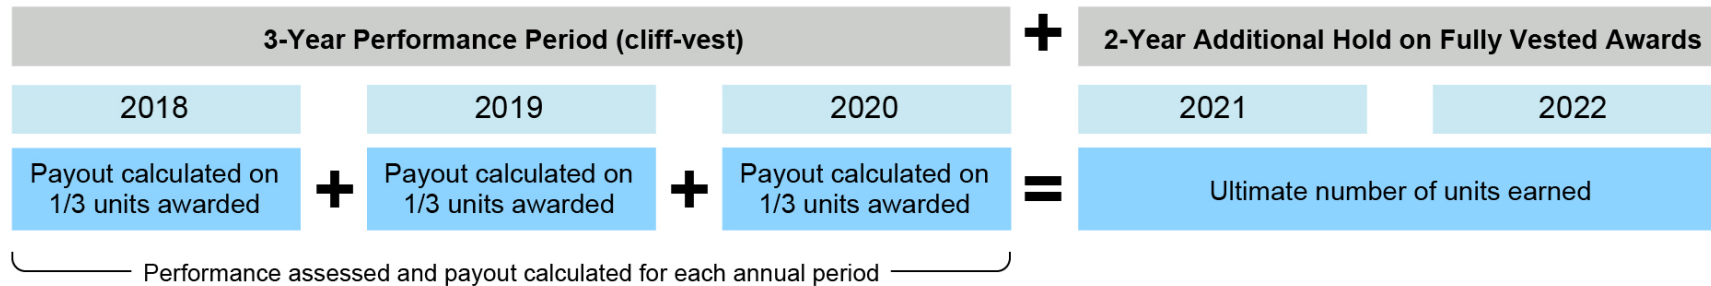 3-Year Performance Period (cliff-vest)
+
2-Year Additional Hold on Fully Vested Awards
2018
2019
2020
2021
2022
Payout calculated on
1/3 units awarded
+
Payout calculated on
1/3 units awarded
+
Payout calculated on
1/3 units awarded
=
Ultimate number of units earned
Performance assessed and payout calculated for each annual period